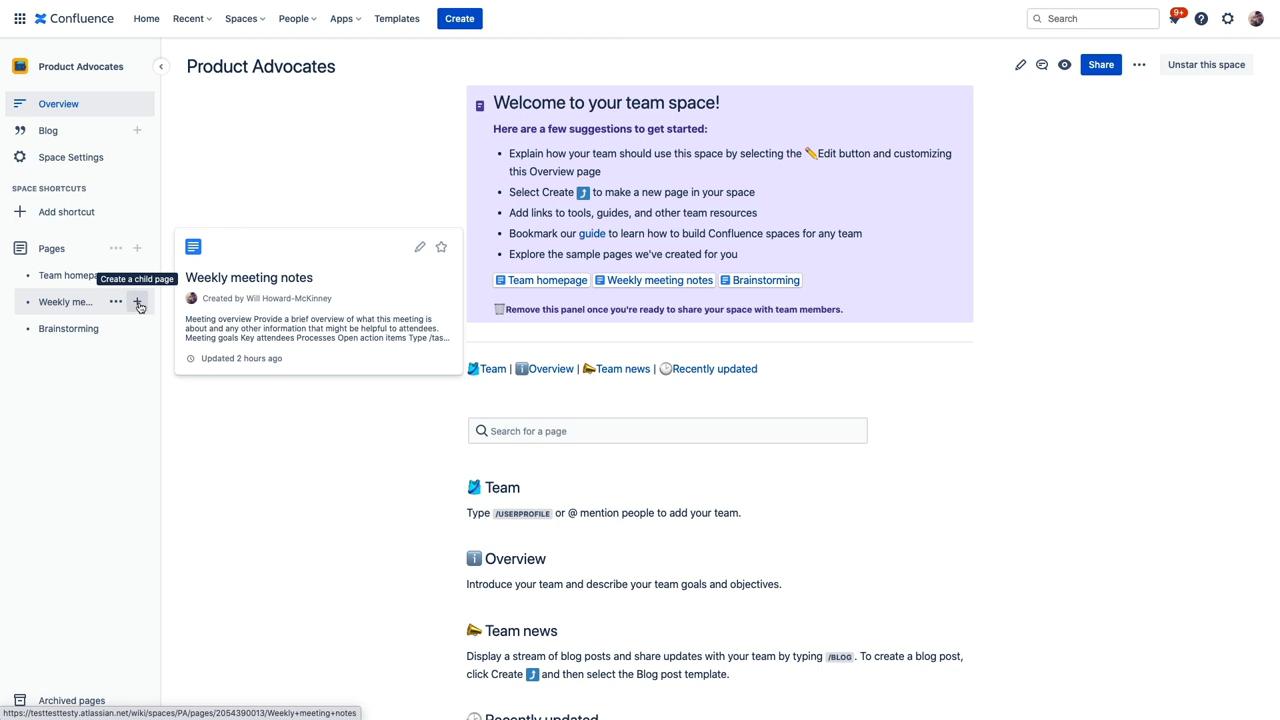 Confluence Home Recent Spaces People Apps Templates Create Search 9+
Product Advocates
Overview
Blog
Space Settings
SPACE SHORTCUTS
Add shortcut
Pages
Team homepa
Create a child page
Weekly me...
Brainstorming
Archived pages
https://testtesttesty.atlassian.net/wiki/spaces/PA/pages/2054390013/Weekly+meeting+notes
Product Advocates
Share Unstar this space
Weekly meeting notes
Created by Will Howard-McKinney
Meeting overview Provide a brief overview of what this meeting is
about and any other information that might be helpful to attendees.
Meeting goals Key attendees Processes Open action items Type /tas...
Updated 2 hours ago
Welcome to your team space!
Here are a few suggestions to get started:
• Explain how your team should use this space by selecting the ✏️Edit button and customizing
this Overview page
• Select Create ⤴️ to make a new page in your space
• Add links to tools, guides, and other team resources
• Bookmark our guide to learn how to build Confluence spaces for any team
• Explore the sample pages we've created for you
Team homepage Weekly meeting notes Brainstorming
🗑️Remove this panel once you're ready to share your space with team members.
🎽Team | ℹ️Overview | 📣Team news | 🕑Recently updated
Search for a page
🎽 Team
Type /USERPROFILE or @ mention people to add your team.
ℹ️ Overview
Introduce your team and describe your team goals and objectives.
📣 Team news
Display a stream of blog posts and share updates with your team by typing /BLOG . To create a blog post,
click Create ⤴️ and then select the Blog post template.
🕑 Recently updated